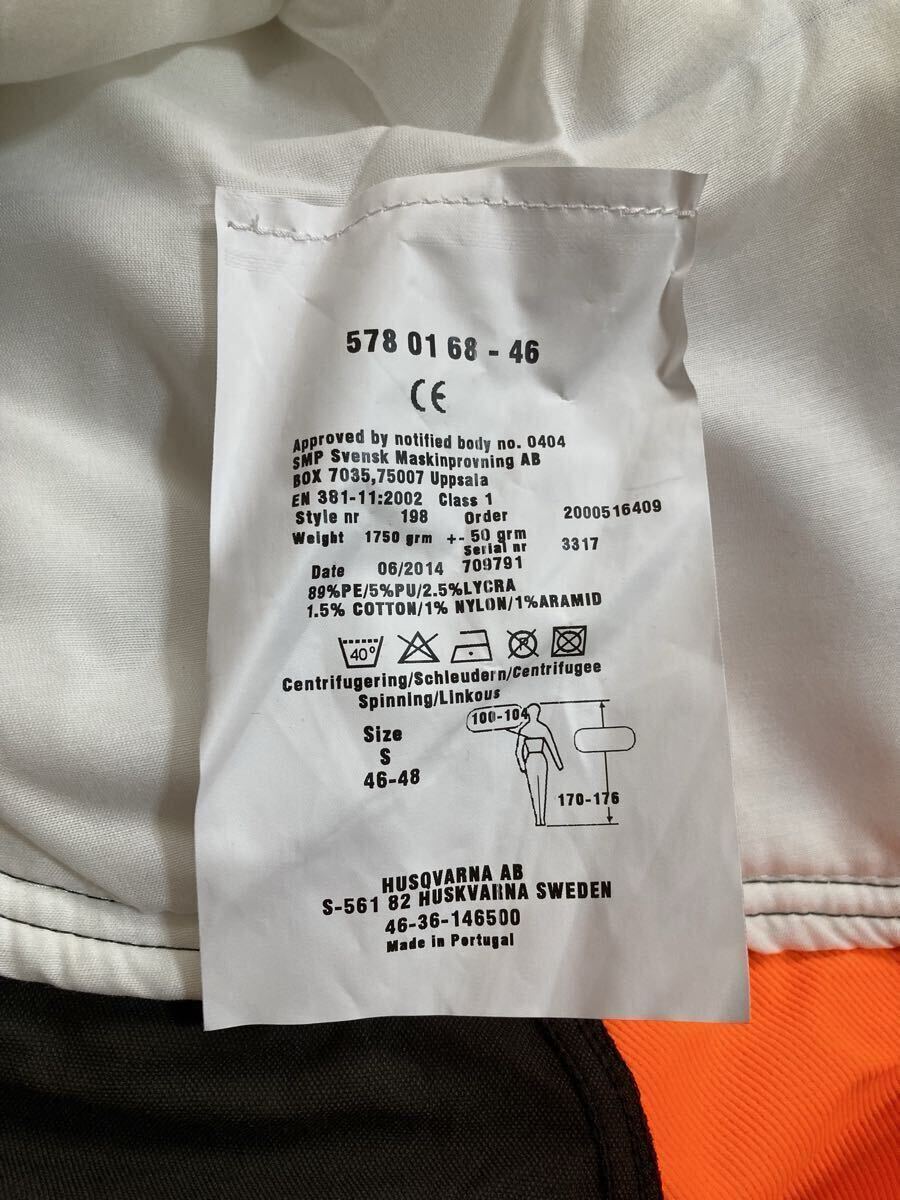 578 01 68 - 46
CE
Approved by notified body no. 0404
SMP Svensk Maskinprovning AB
BOX 7035,75007 Uppsala
EN 381-11:2002 Class 1
Style nr 198 Order 2000516409
Weight 1750 grm +- 50 grm
Serial nr 3317
Date 06/2014 709791
89%PE/5%PU/2.5%LYCRA
1.5% COTTON/1% NYLON/1%ARAMID
40°
P
Centrifugering/Schleudern/Centrifugee
Spinning/Linkous
Size
S
46-48
100-104
170-176
HUSQVARNA AB
S-561 82 HUSKVARNA SWEDEN
46-36-146500
Made in Portugal